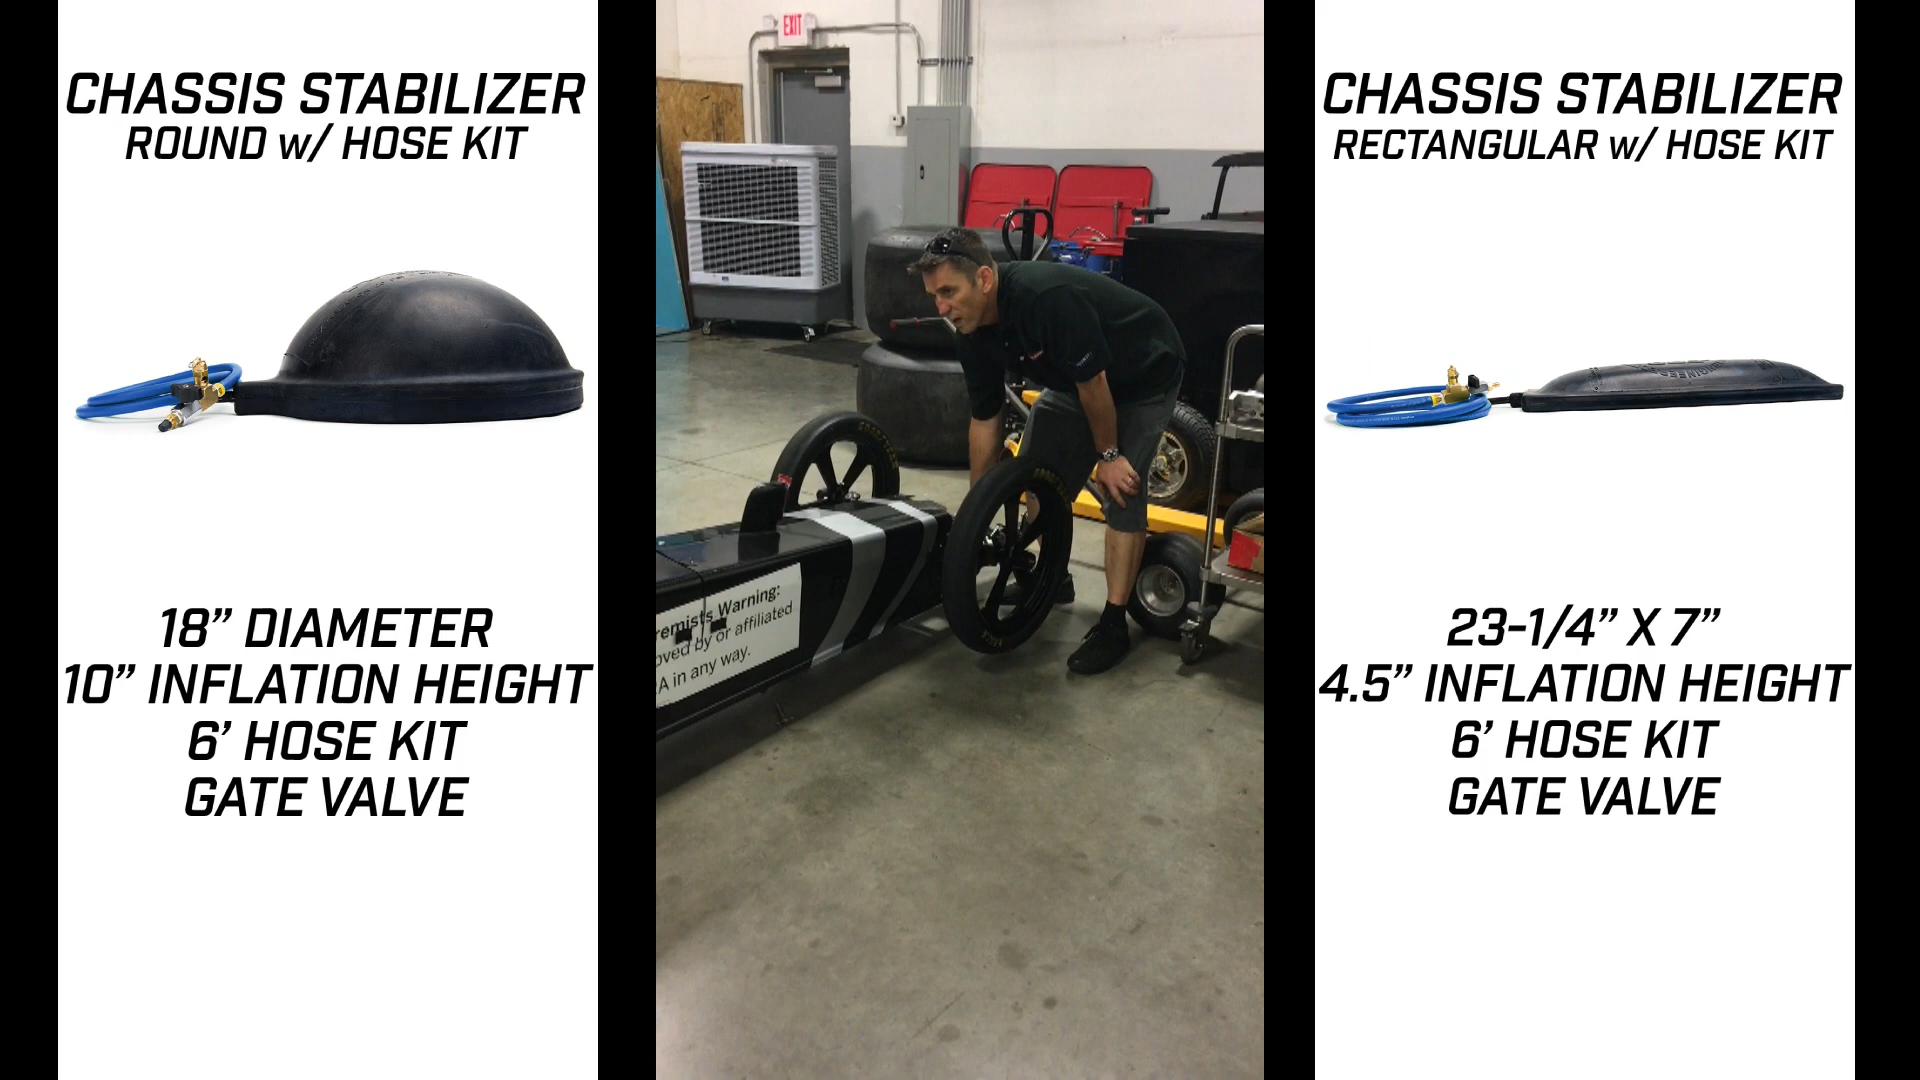 CHASSIS STABILIZER
ROUND w/ HOSE KIT
18” DIAMETER
10” INFLATION HEIGHT
6’ HOSE KIT
GATE VALVE
EXIT
Warning:
by or affiliated
A in any way.
CHASSIS STABILIZER
RECTANGULAR w/ HOSE KIT
23-1/4” X 7”
4.5” INFLATION HEIGHT
6’ HOSE KIT
GATE VALVE